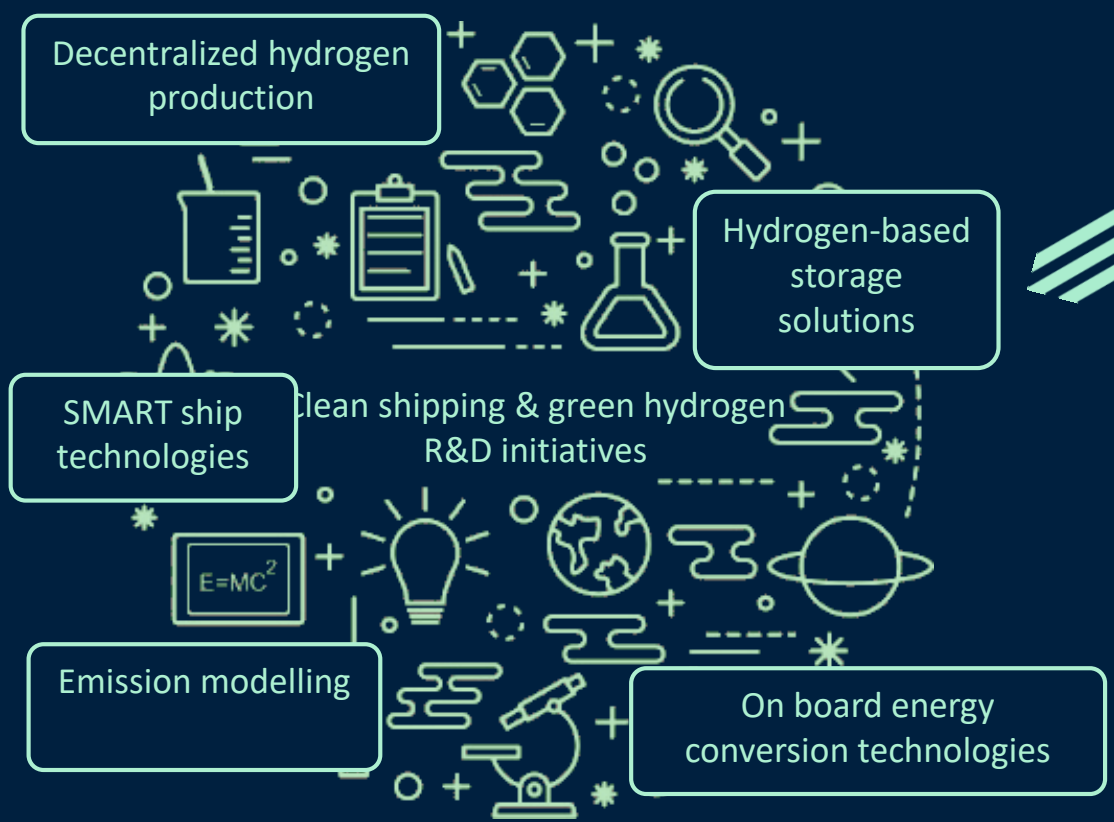 Decentralized hydrogen
production
Hydrogen-based
storage
solutions
SMART ship
technologies
Clean shipping & green hydrogen
R&D initiatives
E=MC²
Emission modelling
On board energy
conversion technologies